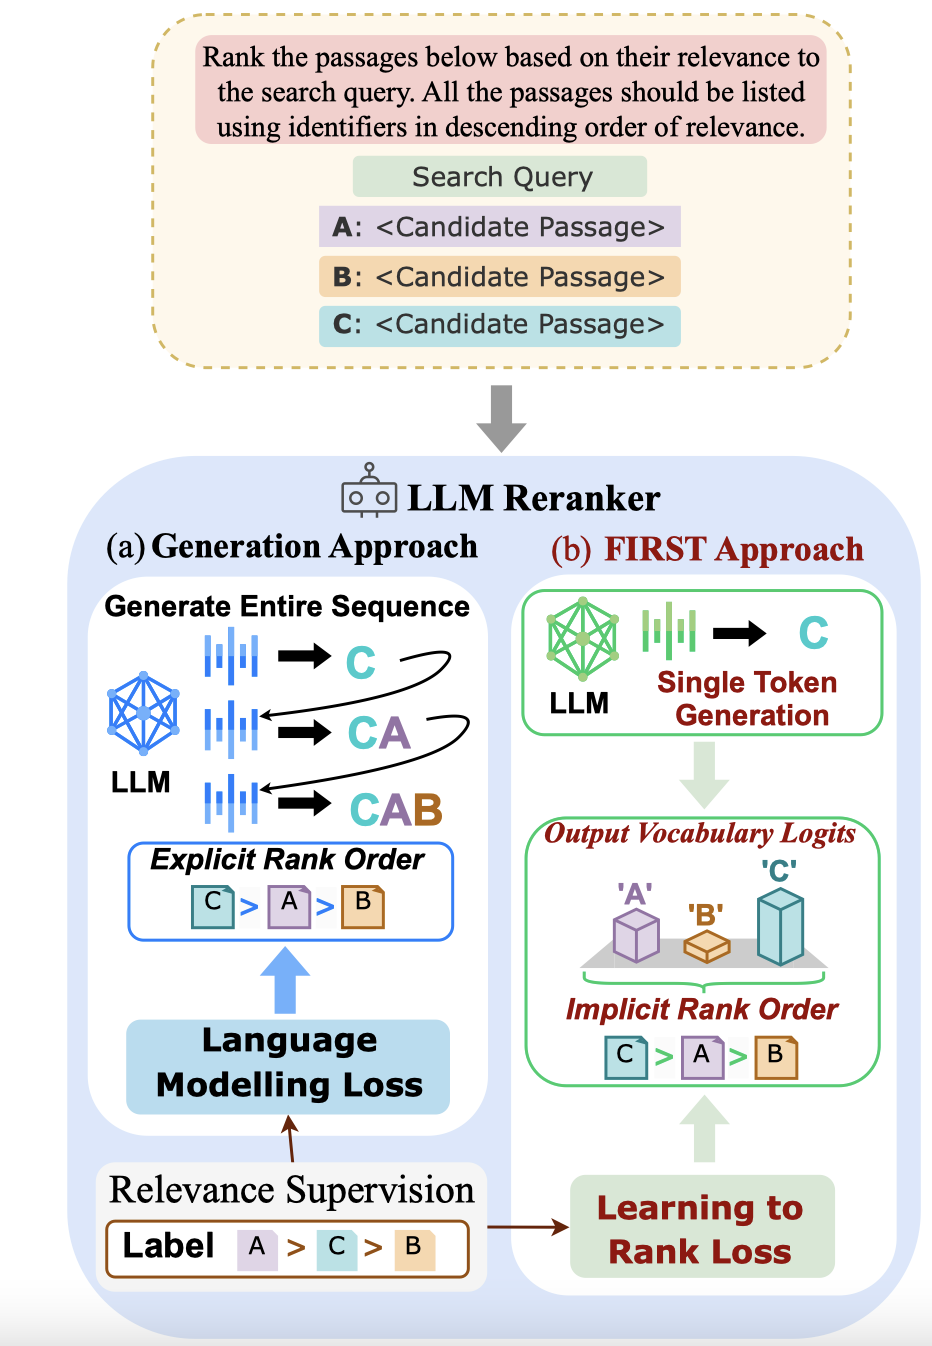 Rank the passages below based on their relevance to
the search query. All the passages should be listed
using identifiers in descending order of relevance.
Search Query
A: <Candidate Passage>
B: <Candidate Passage>
C: <Candidate Passage>
LLM Reranker
(a) Generation Approach
Generate Entire Sequence
C
LLM
CA
CAB
Explicit Rank Order
C > A > B
Language
Modelling Loss
Relevance Supervision
Label A > C > B
(b) FIRST Approach
LLM
C
Single Token
Generation
Output Vocabulary Logits
'A' 'B' 'C'
Implicit Rank Order
C > A > B
Learning to
Rank Loss